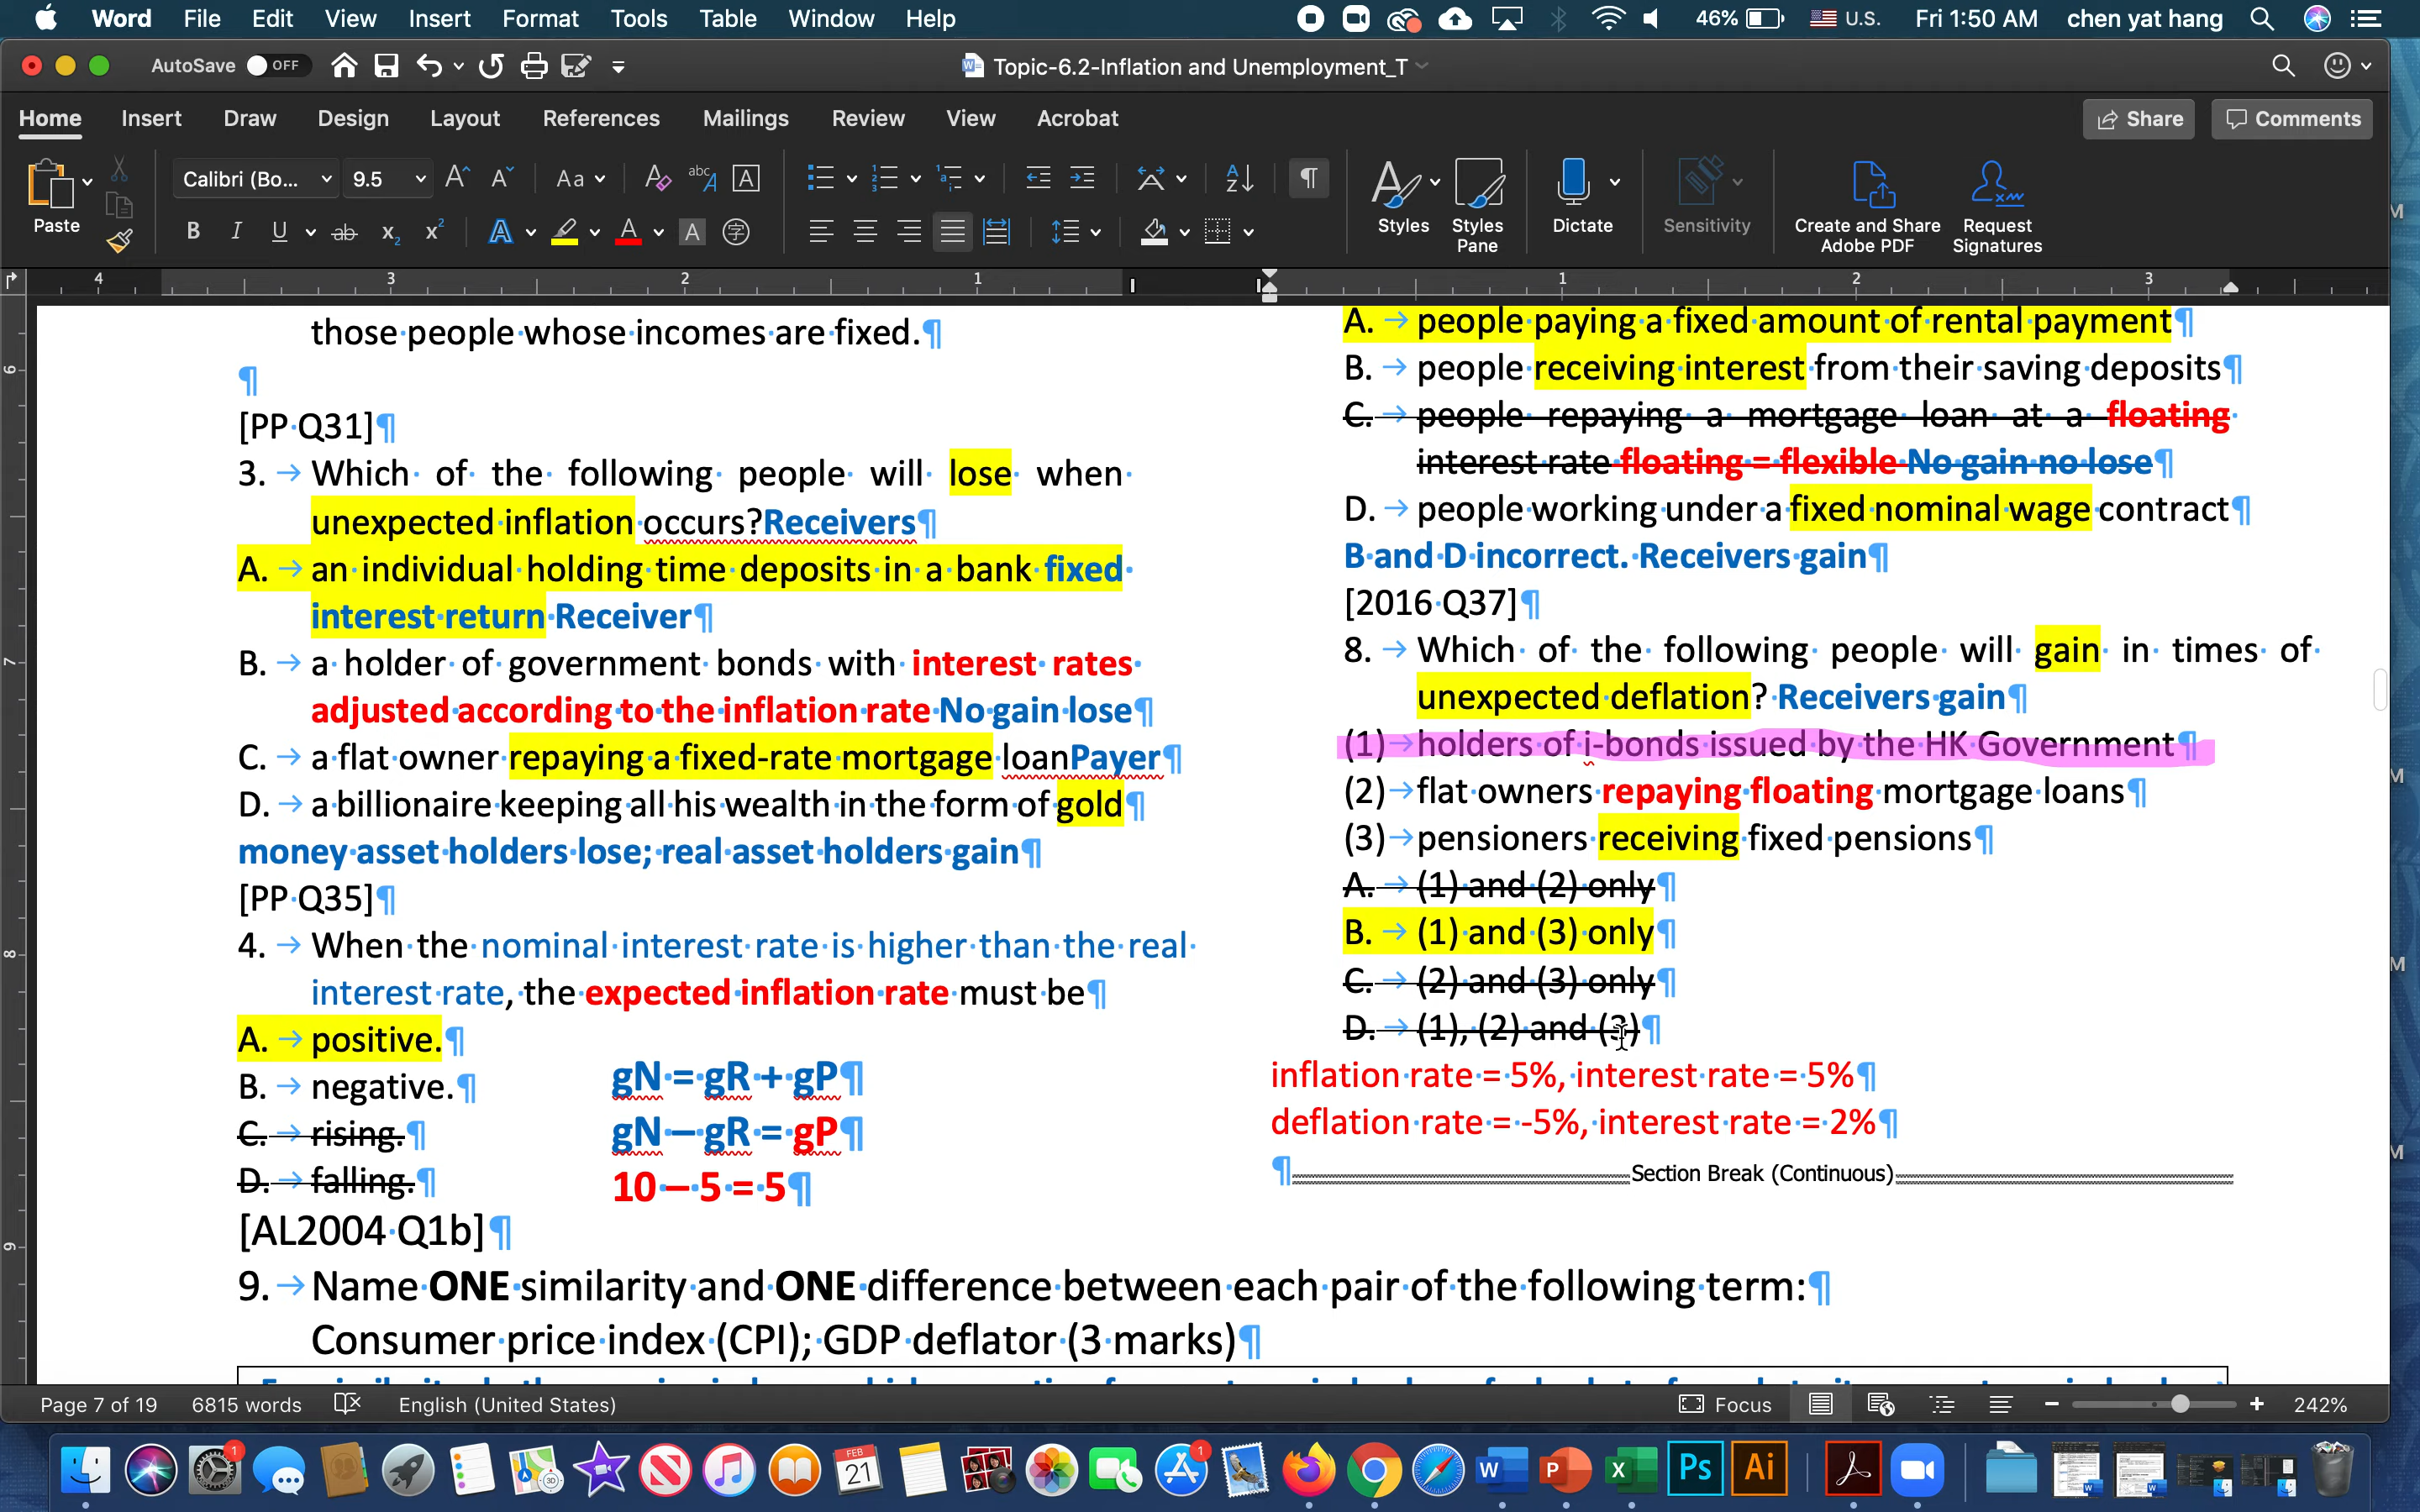 Word File Edit View Insert Format Tools Table Window Help
46% U.S. Fri 1:50 AM chen yat hang
AutoSave OFF
Topic-6.2-Inflation and Unemployment_T
Home Insert Draw Design Layout References Mailings Review View Acrobat
Share Comments
Paste
Calibri (Bo... 9.5
Styles
Styles Pane
Dictate
Sensitivity
Create and Share Adobe PDF
Request Signatures
4 3 2 1 1 2 3
those people whose incomes are fixed.
[PP Q31]
3. Which of the following people will lose when
unexpected inflation occurs?Receivers
A. an individual holding time deposits in a bank fixed
interest return Receiver
B. a holder of government bonds with interest rates
adjusted according to the inflation rate No gain lose
C. a flat owner repaying a fixed-rate mortgage loanPayer
D. a billionaire keeping all his wealth in the form of gold
money asset holders lose; real asset holders gain
[PP Q35]
4. When the nominal interest rate is higher than the real
interest rate, the expected inflation rate must be
A. positive.
B. negative.
C. rising.
D. falling.
gN = gR + gP
gN – gR = gP
10 – 5 = 5
A. people paying a fixed amount of rental payment
B. people receiving interest from their saving deposits
C. people repaying a mortgage loan at a floating
interest rate floating = flexible No gain no lose
D. people working under a fixed nominal wage contract
B and D incorrect. Receivers gain
[2016 Q37]
8. Which of the following people will gain in times of
unexpected deflation? Receivers gain
(1) holders of i-bonds issued by the HK Government
(2) flat owners repaying floating mortgage loans
(3) pensioners receiving fixed pensions
A. (1) and (2) only
B. (1) and (3) only
C. (2) and (3) only
D. (1), (2) and (3)
inflation rate = 5%, interest rate = 5%
deflation rate = -5%, interest rate = 2%
Section Break (Continuous)
[AL2004 Q1b]
9. Name ONE similarity and ONE difference between each pair of the following term:
Consumer price index (CPI); GDP deflator (3 marks)
6
7
8
9
Page 7 of 19 6815 words English (United States) Focus 242%
FEB
21
Ps
Ai